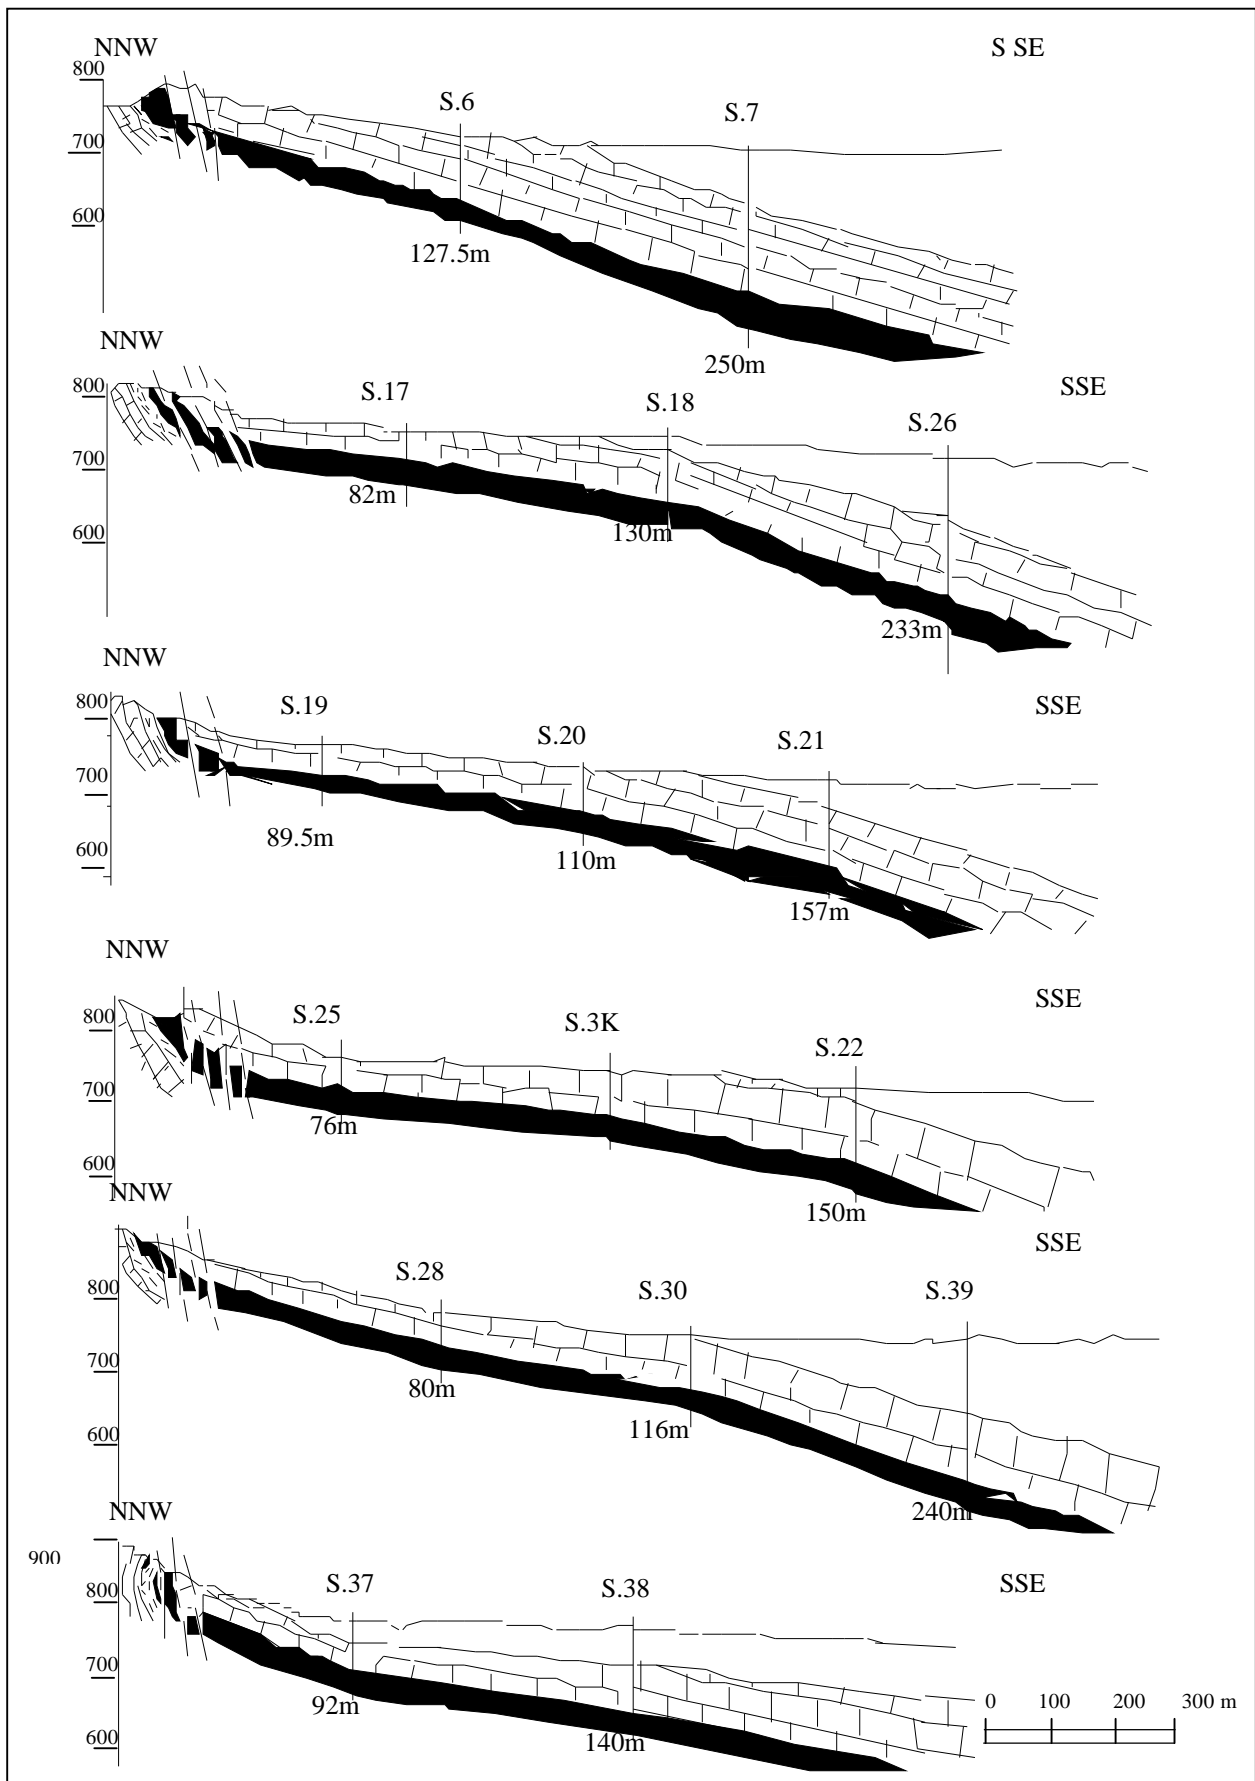 NNW S SE
800
S.6 S.7
700
600
127.5m
250m
NNW
SSE
800
S.17 S.18 S.26
700
82m
130m
600
233m
NNW
SSE
800
S.19 S.20 S.21
700
89.5m
110m
600
157m
NNW
SSE
800
S.25 S.3K S.22
700
76m
600
150m
NNW
SSE
800
S.28 S.30 S.39
700
80m
116m
600
240m
NNW
900
SSE
800
S.37 S.38
700
92m
140m
600
0 100 200 300 m